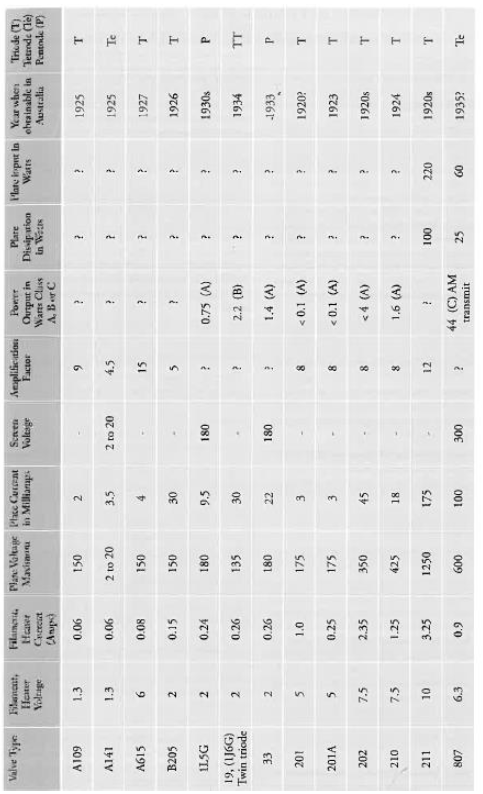 Valve Type | Filament, Heater Voltage | Filament, Heater Current (Amps) | Plate Voltage Maximum | Plate Current in Milliamps | Screen Voltage | Amplification Factor | Power Output in Watts Class A, B or C | Plate Dissipation in Watts | Plate Input in Watts | Year when obtainable in Australia | Triode (T) Tetrode (Te) Pentode (P)
A109 | 1.3 | 0.06 | 150 | 2 | - | 9 | ? | ? | ? | 1925 | T
A141 | 1.3 | 0.06 | 2 to 20 | 3.5 | 2 to 20 | 4.5 | ? | ? | ? | 1925 | Te
A615 | 6 | 0.08 | 150 | 4 | - | 15 | ? | ? | ? | 1927 | T
B205 | 2 | 0.15 | 150 | 30 | - | 5 | ? | ? | ? | 1926 | T
1L5G | 2 | 0.24 | 180 | 9.5 | 180 | ? | 0.75 (A) | ? | ? | 1930s | P
19, (1J6G) Twin triode | 2 | 0.26 | 135 | 30 | - | ? | 2.2 (B) | ? | ? | 1934 | TT
33 | 2 | 0.26 | 180 | 22 | 180 | ? | 1.4 (A) | ? | ? | -1933 | P
201 | 5 | 1.0 | 175 | 3 | - | 8 | <0.1 (A) | ? | ? | 1920? | T
201A | 5 | 0.25 | 175 | 3 | - | 8 | <0.1 (A) | ? | ? | 1923 | T
202 | 7.5 | 2.35 | 350 | 45 | - | 8 | <4 (A) | ? | ? | 1920s | T
210 | 7.5 | 1.25 | 425 | 18 | - | 8 | 1.6 (A) | ? | ? | 1924 | T
211 | 10 | 3.25 | 1250 | 175 | - | 12 | ? | 100 | 220 | 1920s | T
807 | 6.3 | 0.9 | 600 | 100 | 300 | ? | 44 (C) AM transmit | 25 | 60 | 1935? | Te